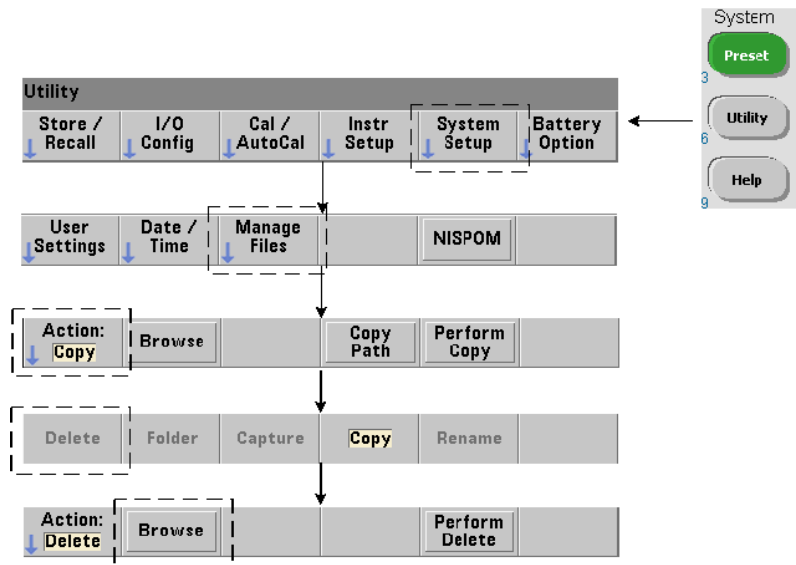 System
Preset
3
Utility
6
Help
9
Utility
Store / Recall
I/O Config
Cal / AutoCal
Instr Setup
System Setup
Battery Option
User Settings
Date / Time
Manage Files
NISPOM
Action: Copy
Browse
Copy Path
Perform Copy
Delete
Folder
Capture
Copy
Rename
Action: Delete
Browse
Perform Delete